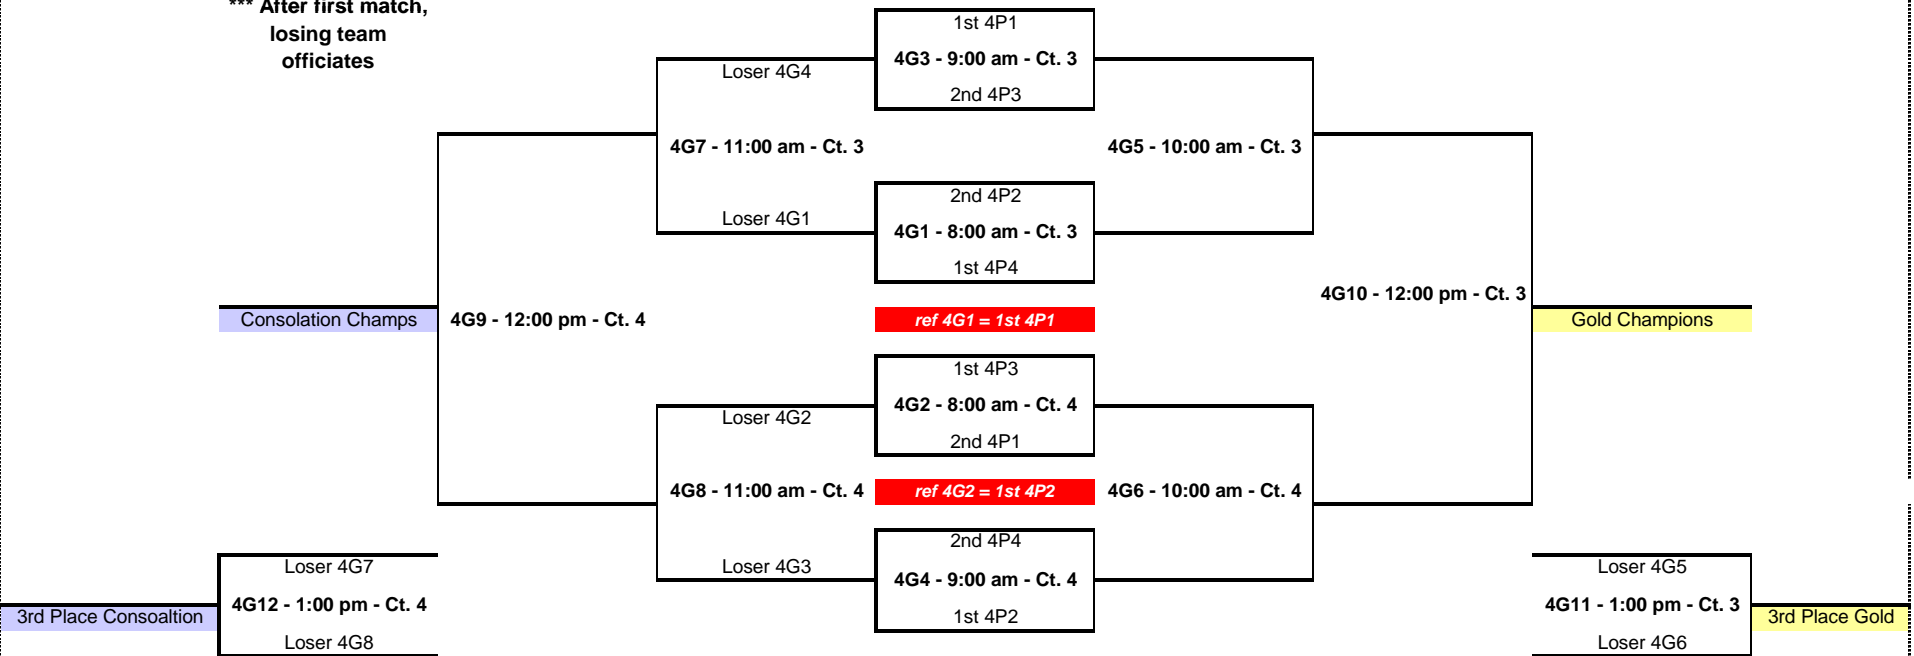 *** After first match,
losing team
officiates
1st 4P1
4G3 - 9:00 am - Ct. 3
2nd 4P3
Loser 4G4
4G7 - 11:00 am - Ct. 3
4G5 - 10:00 am - Ct. 3
2nd 4P2
Loser 4G1
4G1 - 8:00 am - Ct. 3
1st 4P4
4G10 - 12:00 pm - Ct. 3
Consolation Champs
4G9 - 12:00 pm - Ct. 4
ref 4G1 = 1st 4P1
Gold Champions
1st 4P3
Loser 4G2
4G2 - 8:00 am - Ct. 4
2nd 4P1
4G8 - 11:00 am - Ct. 4
ref 4G2 = 1st 4P2
4G6 - 10:00 am - Ct. 4
2nd 4P4
Loser 4G3
4G4 - 9:00 am - Ct. 4
1st 4P2
Loser 4G7
4G12 - 1:00 pm - Ct. 4
3rd Place Consoaltion
Loser 4G8
Loser 4G5
4G11 - 1:00 pm - Ct. 3
3rd Place Gold
Loser 4G6